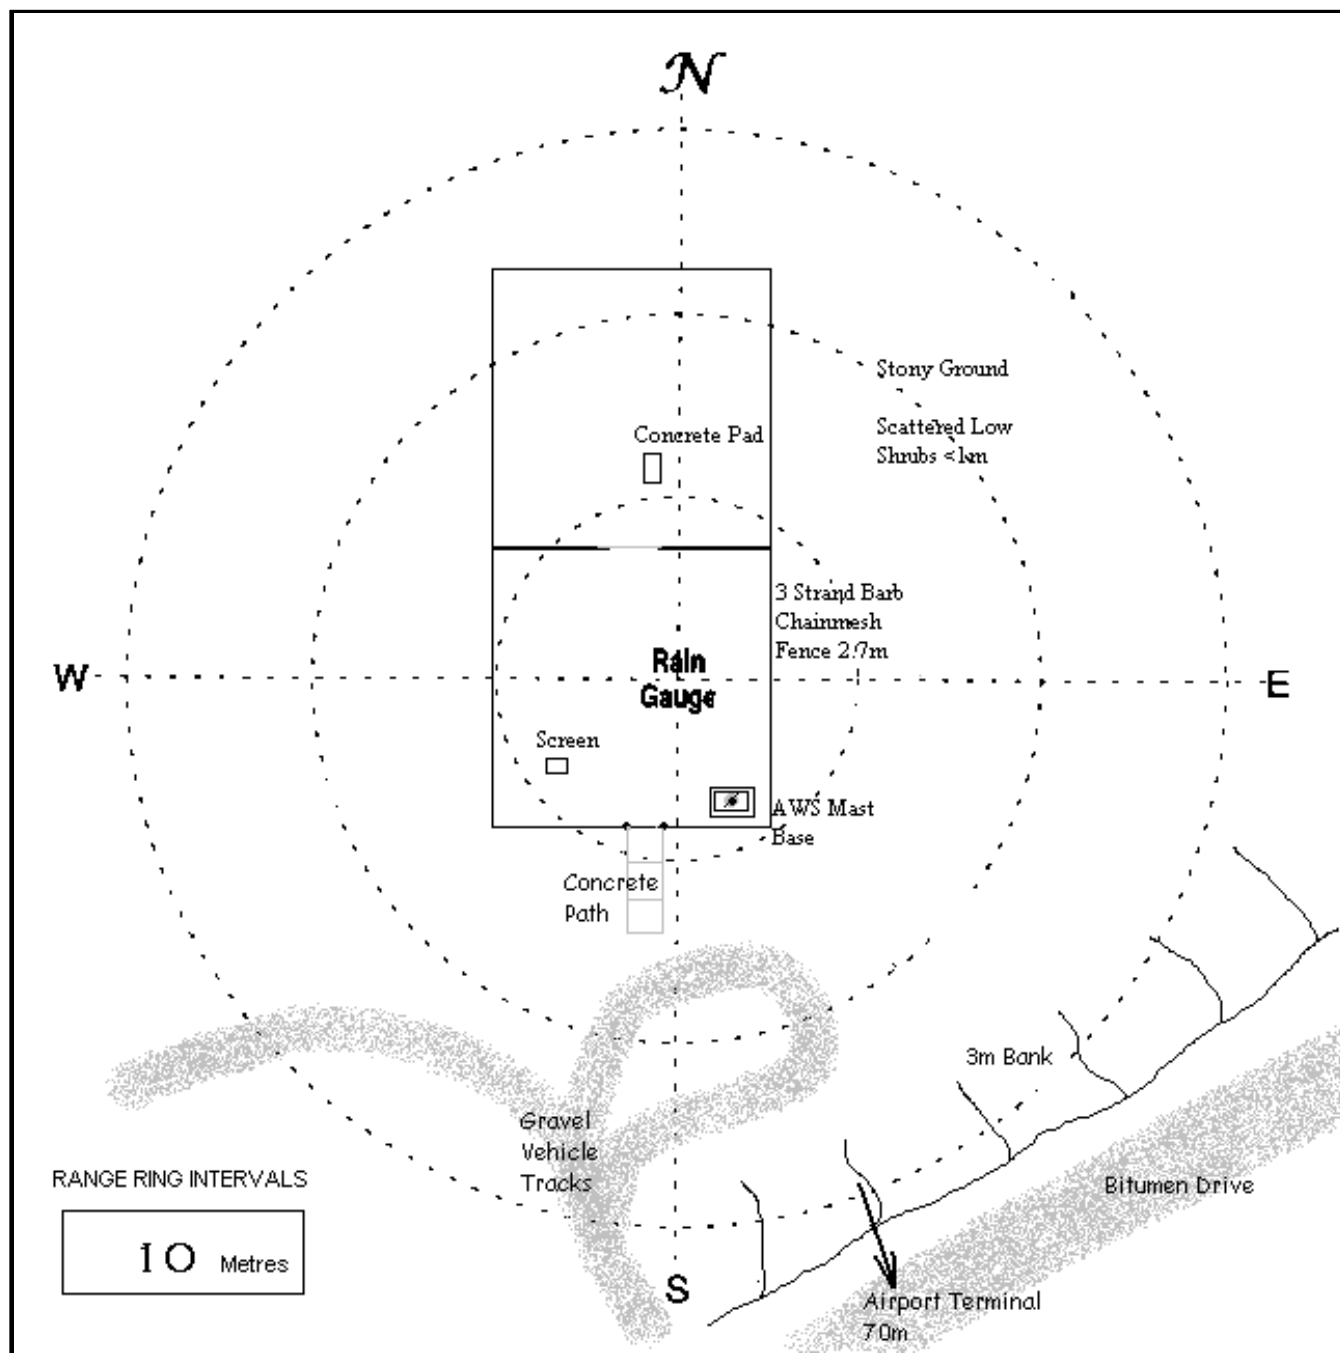 N
Stony Ground
Scattered Low
Shrubs <1m
Concrete Pad
3 Strand Barb
Chainmesh
Fence 2.7m
Rain
Gauge
W
E
Screen
AWS Mast
Base
Concrete
Path
3m Bank
Gravel
Vehicle
Tracks
Bitumen Drive
RANGE RING INTERVALS
10 Metres
S
Airport Terminal
70m